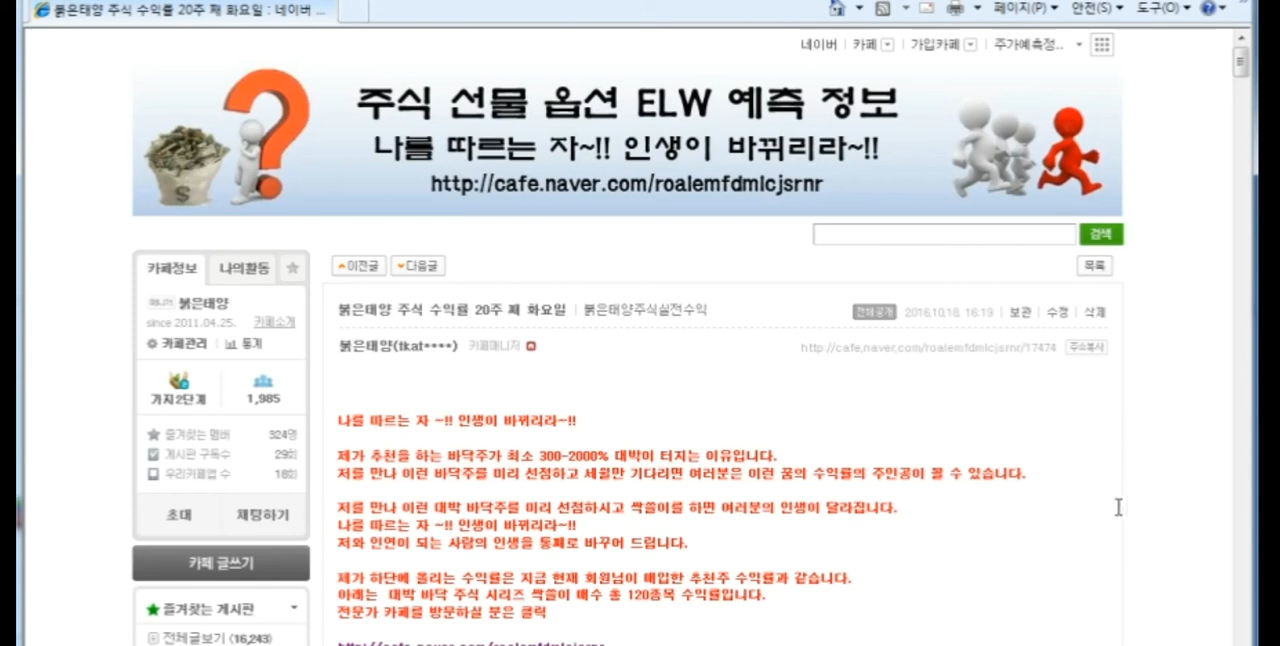 붉은태양 주식 수익률 20주 째 화요일 : 네이버 ...
페이지(P) 안전(S) 도구(O)
네이버 카페 가입카페 주가예측정..
주식 선물 옵션 ELW 예측 정보
나를 따르는 자~!! 인생이 바뀌리라~!!
http://cafe.naver.com/roalemfdmlcjsrnr
검색
카페정보 나의활동
이전글 다음글 목록
매니저 붉은태양
since 2011.04.25. 카페소개
카페관리 통계
가지2단계 1,985
즐겨찾는 멤버 324명
게시판 구독수 29회
우리카페앱 수 18회
초대 채팅하기
카페 글쓰기
즐겨찾는 게시판
전체글보기 (16,243)
붉은태양 주식 수익률 20주 째 화요일 | 붉은태양주식실전수익 전체공개 2016.10.18. 16:19 | 보관 | 수정 | 삭제
붉은태양(tkat****) 카페매니저 http://cafe.naver.com/roalemfdmlcjsrnr/17474 주소복사
나를 따르는 자 ~!! 인생이 바뀌리라~!!
제가 추천을 하는 바닥주가 최소 300-2000% 대박이 터지는 이유입니다.
저를 만나 이런 바닥주를 미리 선점하고 세월만 기다리면 여러분은 이런 꿈의 수익률의 주인공이 될 수 있습니다.
저를 만나 이런 대박 바닥주를 미리 선점하시고 싹쓸이를 하면 여러분의 인생이 달라집니다.
나를 따르는 자 ~!! 인생이 바뀌리라~!!
저와 인연이 되는 사람의 인생을 통째로 바꾸어 드립니다.
제가 하단에 올리는 수익률은 지금 현재 회원님이 매입한 추천주 수익률과 같습니다.
아래는 대박 바닥 주식 시리즈 싹쓸이 매수 총 120종목 수익률입니다.
전문가 카페를 방문하실 분은 클릭
http://cafe.naver.com/roalemfdmlcjsrnr